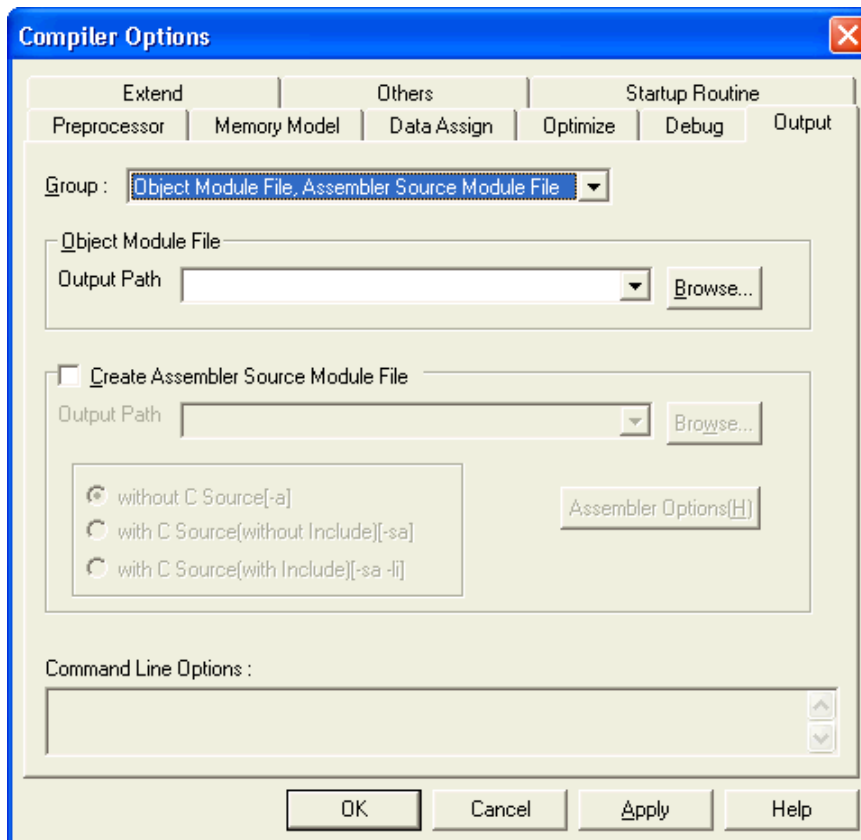 Compiler Options
Extend Others Startup Routine
Preprocessor Memory Model Data Assign Optimize Debug Output
Group : Object Module File, Assembler Source Module File
Object Module File
Output Path Browse...
Create Assembler Source Module File
Output Path Browse...
without C Source[-a]
Assembler Options(H)
with C Source(without Include)[-sa]
with C Source(with Include)[-sa -li]
Command Line Options :
OK Cancel Apply Help